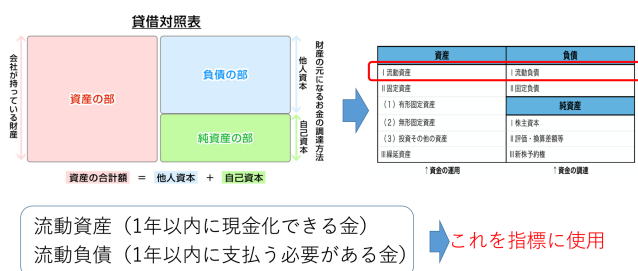 貸借対照表
会社が持っている財産
資産の部
負債の部
純資産の部
他人資本
自己資本
財産の元になるお金の調達方法
資産の合計額 = 他人資本 + 自己資本
資産 負債
Ⅰ流動資産 Ⅰ流動負債
Ⅱ固定資産 Ⅱ固定負債
（1）有形固定資産 純資産
（2）無形固定資産 Ⅰ株主資本
（3）投資その他の資産 Ⅱ評価・換算差額等
Ⅲ繰延資産 Ⅲ新株予約権
↑資金の運用 ↑資金の調達
流動資産（1年以内に現金化できる金）
流動負債（1年以内に支払う必要がある金）
これを指標に使用